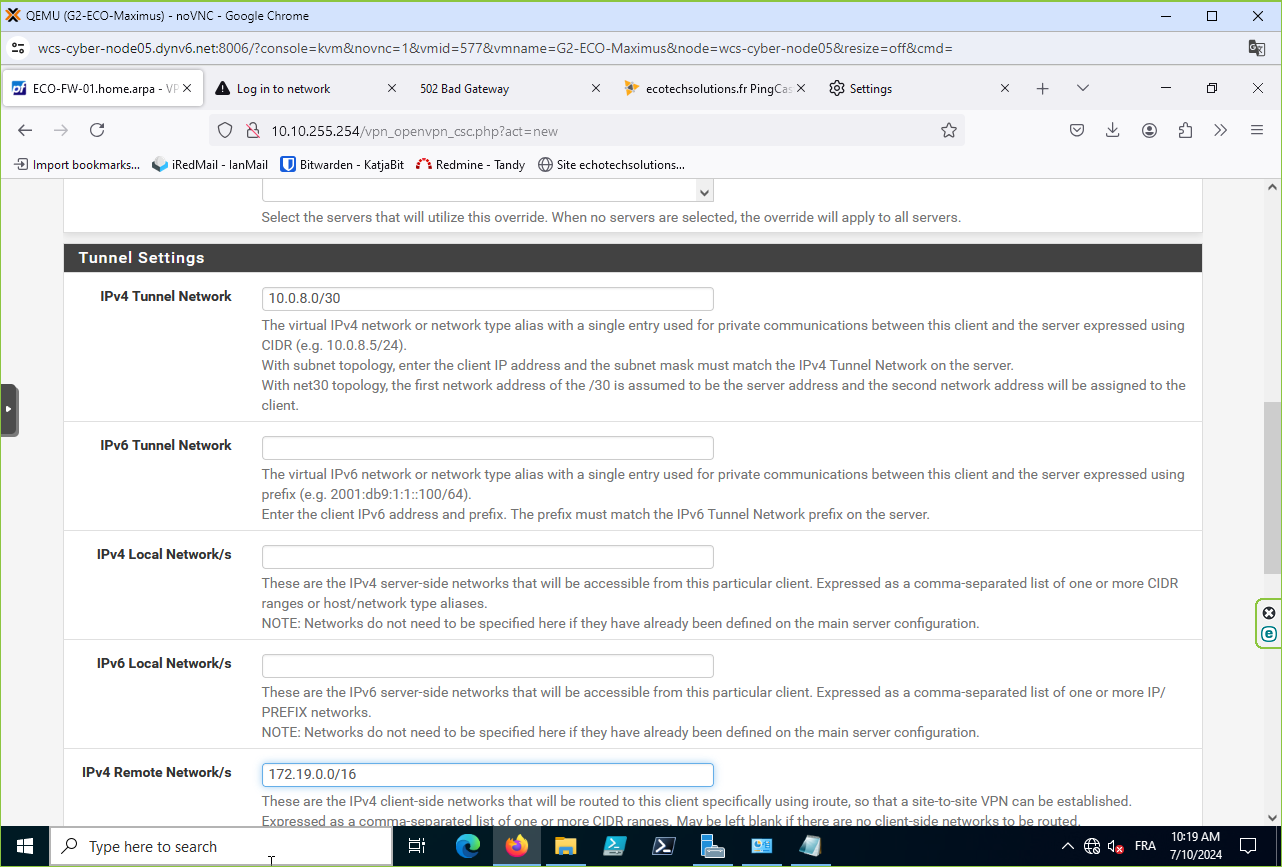 QEMU (G2-ECO-Maximus) - noVNC - Google Chrome
wcs-cyber-node05.dynv6.net:8006/?console=kvm&novnc=1&vmid=577&vmname=G2-ECO-Maximus&node=wcs-cyber-node05&resize=off&cmd=
ECO-FW-01.home.arpa - VP
Log in to network
502 Bad Gateway
ecotechsolutions.fr PingCas
Settings
10.10.255.254/vpn_openvpn_csc.php?act=new
Import bookmarks...
iRedMail - IanMail
Bitwarden - KatjaBit
Redmine - Tandy
Site echotechsolutions...
Select the servers that will utilize this override. When no servers are selected, the override will apply to all servers.
Tunnel Settings
IPv4 Tunnel Network
10.0.8.0/30
The virtual IPv4 network or network type alias with a single entry used for private communications between this client and the server expressed using
CIDR (e.g. 10.0.8.5/24).
With subnet topology, enter the client IP address and the subnet mask must match the IPv4 Tunnel Network on the server.
With net30 topology, the first network address of the /30 is assumed to be the server address and the second network address will be assigned to the
client.
IPv6 Tunnel Network
The virtual IPv6 network or network type alias with a single entry used for private communications between this client and the server expressed using
prefix (e.g. 2001:db9:1:1::100/64).
Enter the client IPv6 address and prefix. The prefix must match the IPv6 Tunnel Network prefix on the server.
IPv4 Local Network/s
These are the IPv4 server-side networks that will be accessible from this particular client. Expressed as a comma-separated list of one or more CIDR
ranges or host/network type aliases.
NOTE: Networks do not need to be specified here if they have already been defined on the main server configuration.
IPv6 Local Network/s
These are the IPv6 server-side networks that will be accessible from this particular client. Expressed as a comma-separated list of one or more IP/
PREFIX networks.
NOTE: Networks do not need to be specified here if they have already been defined on the main server configuration.
IPv4 Remote Network/s
172.19.0.0/16
These are the IPv4 client-side networks that will be routed to this client specifically using iroute, so that a site-to-site VPN can be established.
Expressed as a comma-separated list of one or more CIDR ranges. May be left blank if there are no client-side networks to be routed.
Type here to search
FRA
10:19 AM
7/10/2024